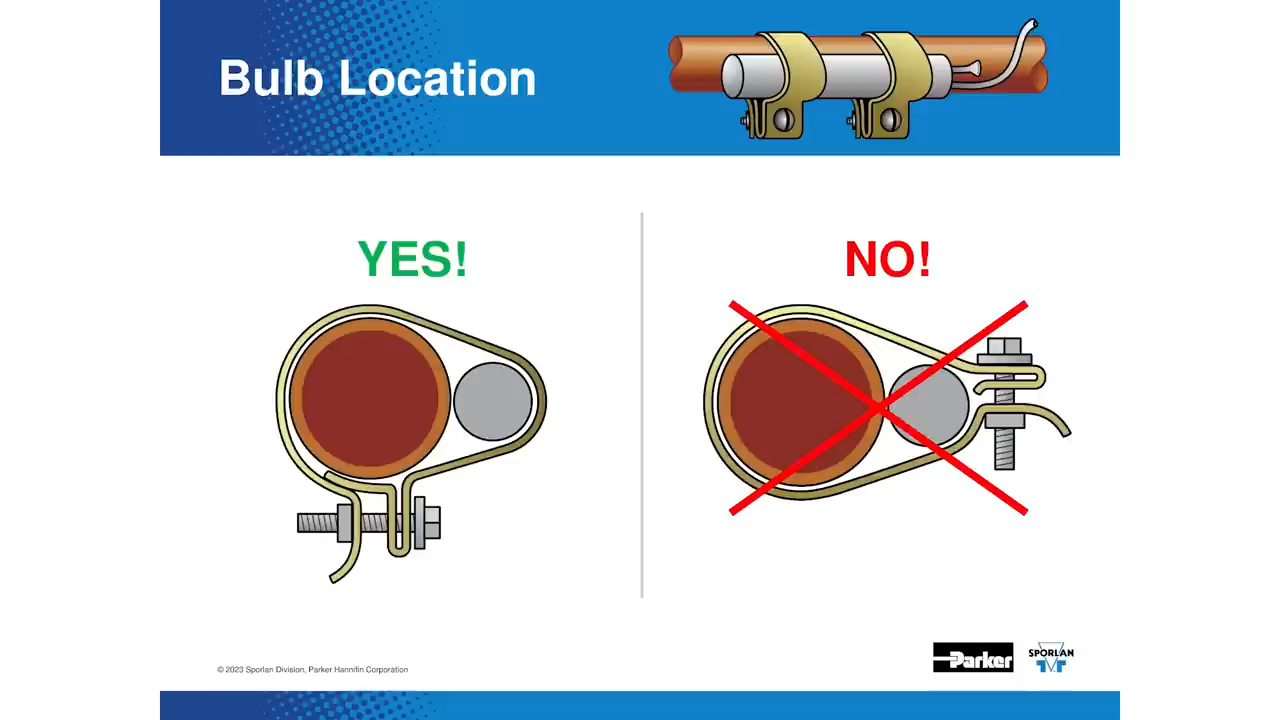 Bulb Location
YES!
NO!
© 2023 Sporlan Division, Parker Hannifin Corporation
Parker
SPORLAN